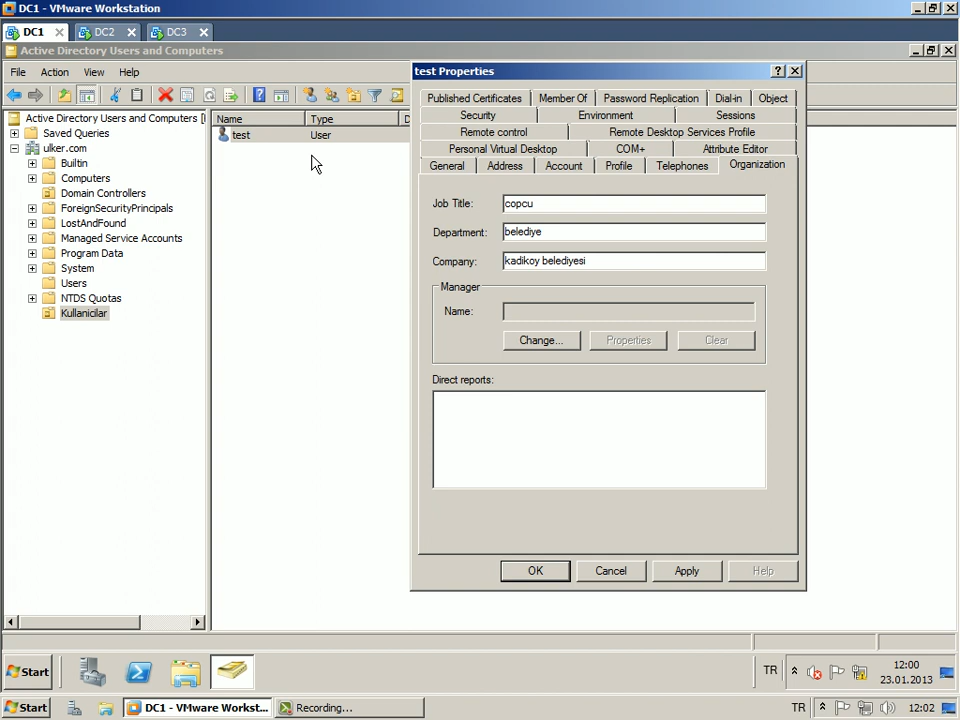 DC1 - VMware Workstation
DC1 DC2 DC3
Active Directory Users and Computers
File Action View Help
Active Directory Users and Computers [
Saved Queries
ulker.com
Builtin
Computers
Domain Controllers
ForeignSecurityPrincipals
LostAndFound
Managed Service Accounts
Program Data
System
Users
NTDS Quotas
Kullanicilar
Name Type D
test User
test Properties
Published Certificates Member Of Password Replication Dial-in Object
Security Environment Sessions
Remote control Remote Desktop Services Profile
Personal Virtual Desktop COM+ Attribute Editor
General Address Account Profile Telephones Organization
Job Title: copcu
Department: belediye
Company: kadikoy belediyesi
Manager
Name:
Change... Properties Clear
Direct reports:
OK Cancel Apply Help
Start TR 12:00
23.01.2013
Start DC1 - VMware Workst... Recording... TR 12:02